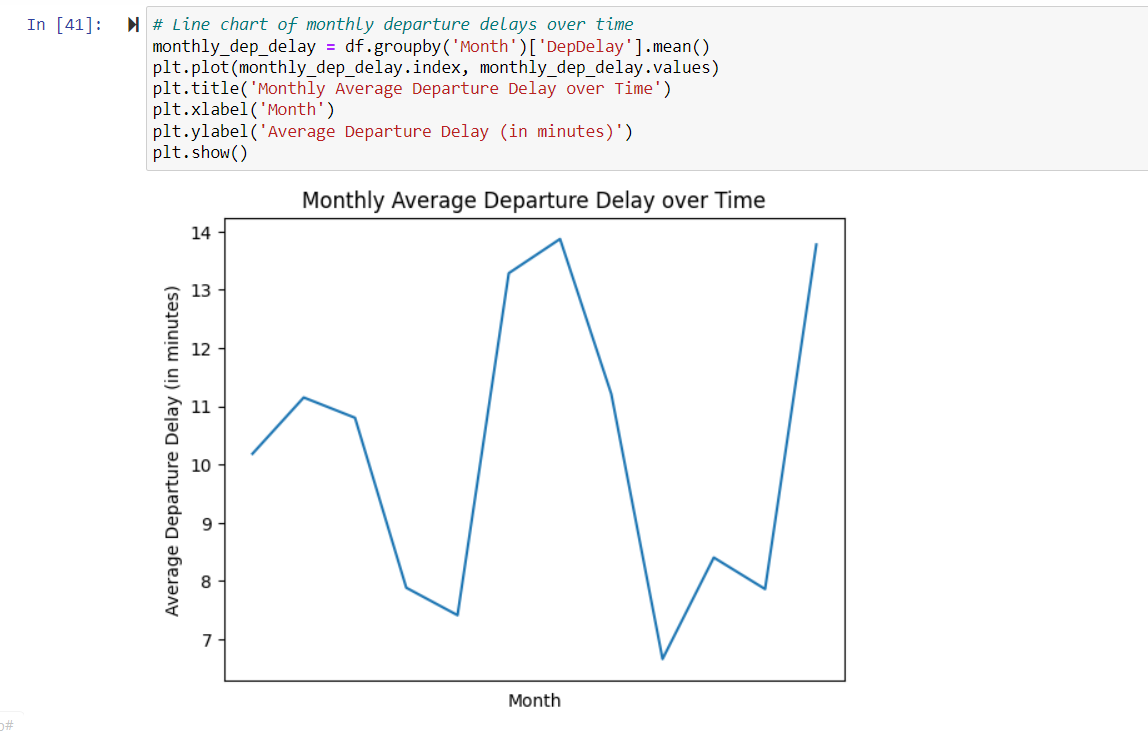 In [41]:
# Line chart of monthly departure delays over time
monthly_dep_delay = df.groupby('Month')['DepDelay'].mean()
plt.plot(monthly_dep_delay.index, monthly_dep_delay.values)
plt.title('Monthly Average Departure Delay over Time')
plt.xlabel('Month')
plt.ylabel('Average Departure Delay (in minutes)')
plt.show()
Monthly Average Departure Delay over Time
Average Departure Delay (in minutes)
14
13
12
11
10
9
8
7
Month